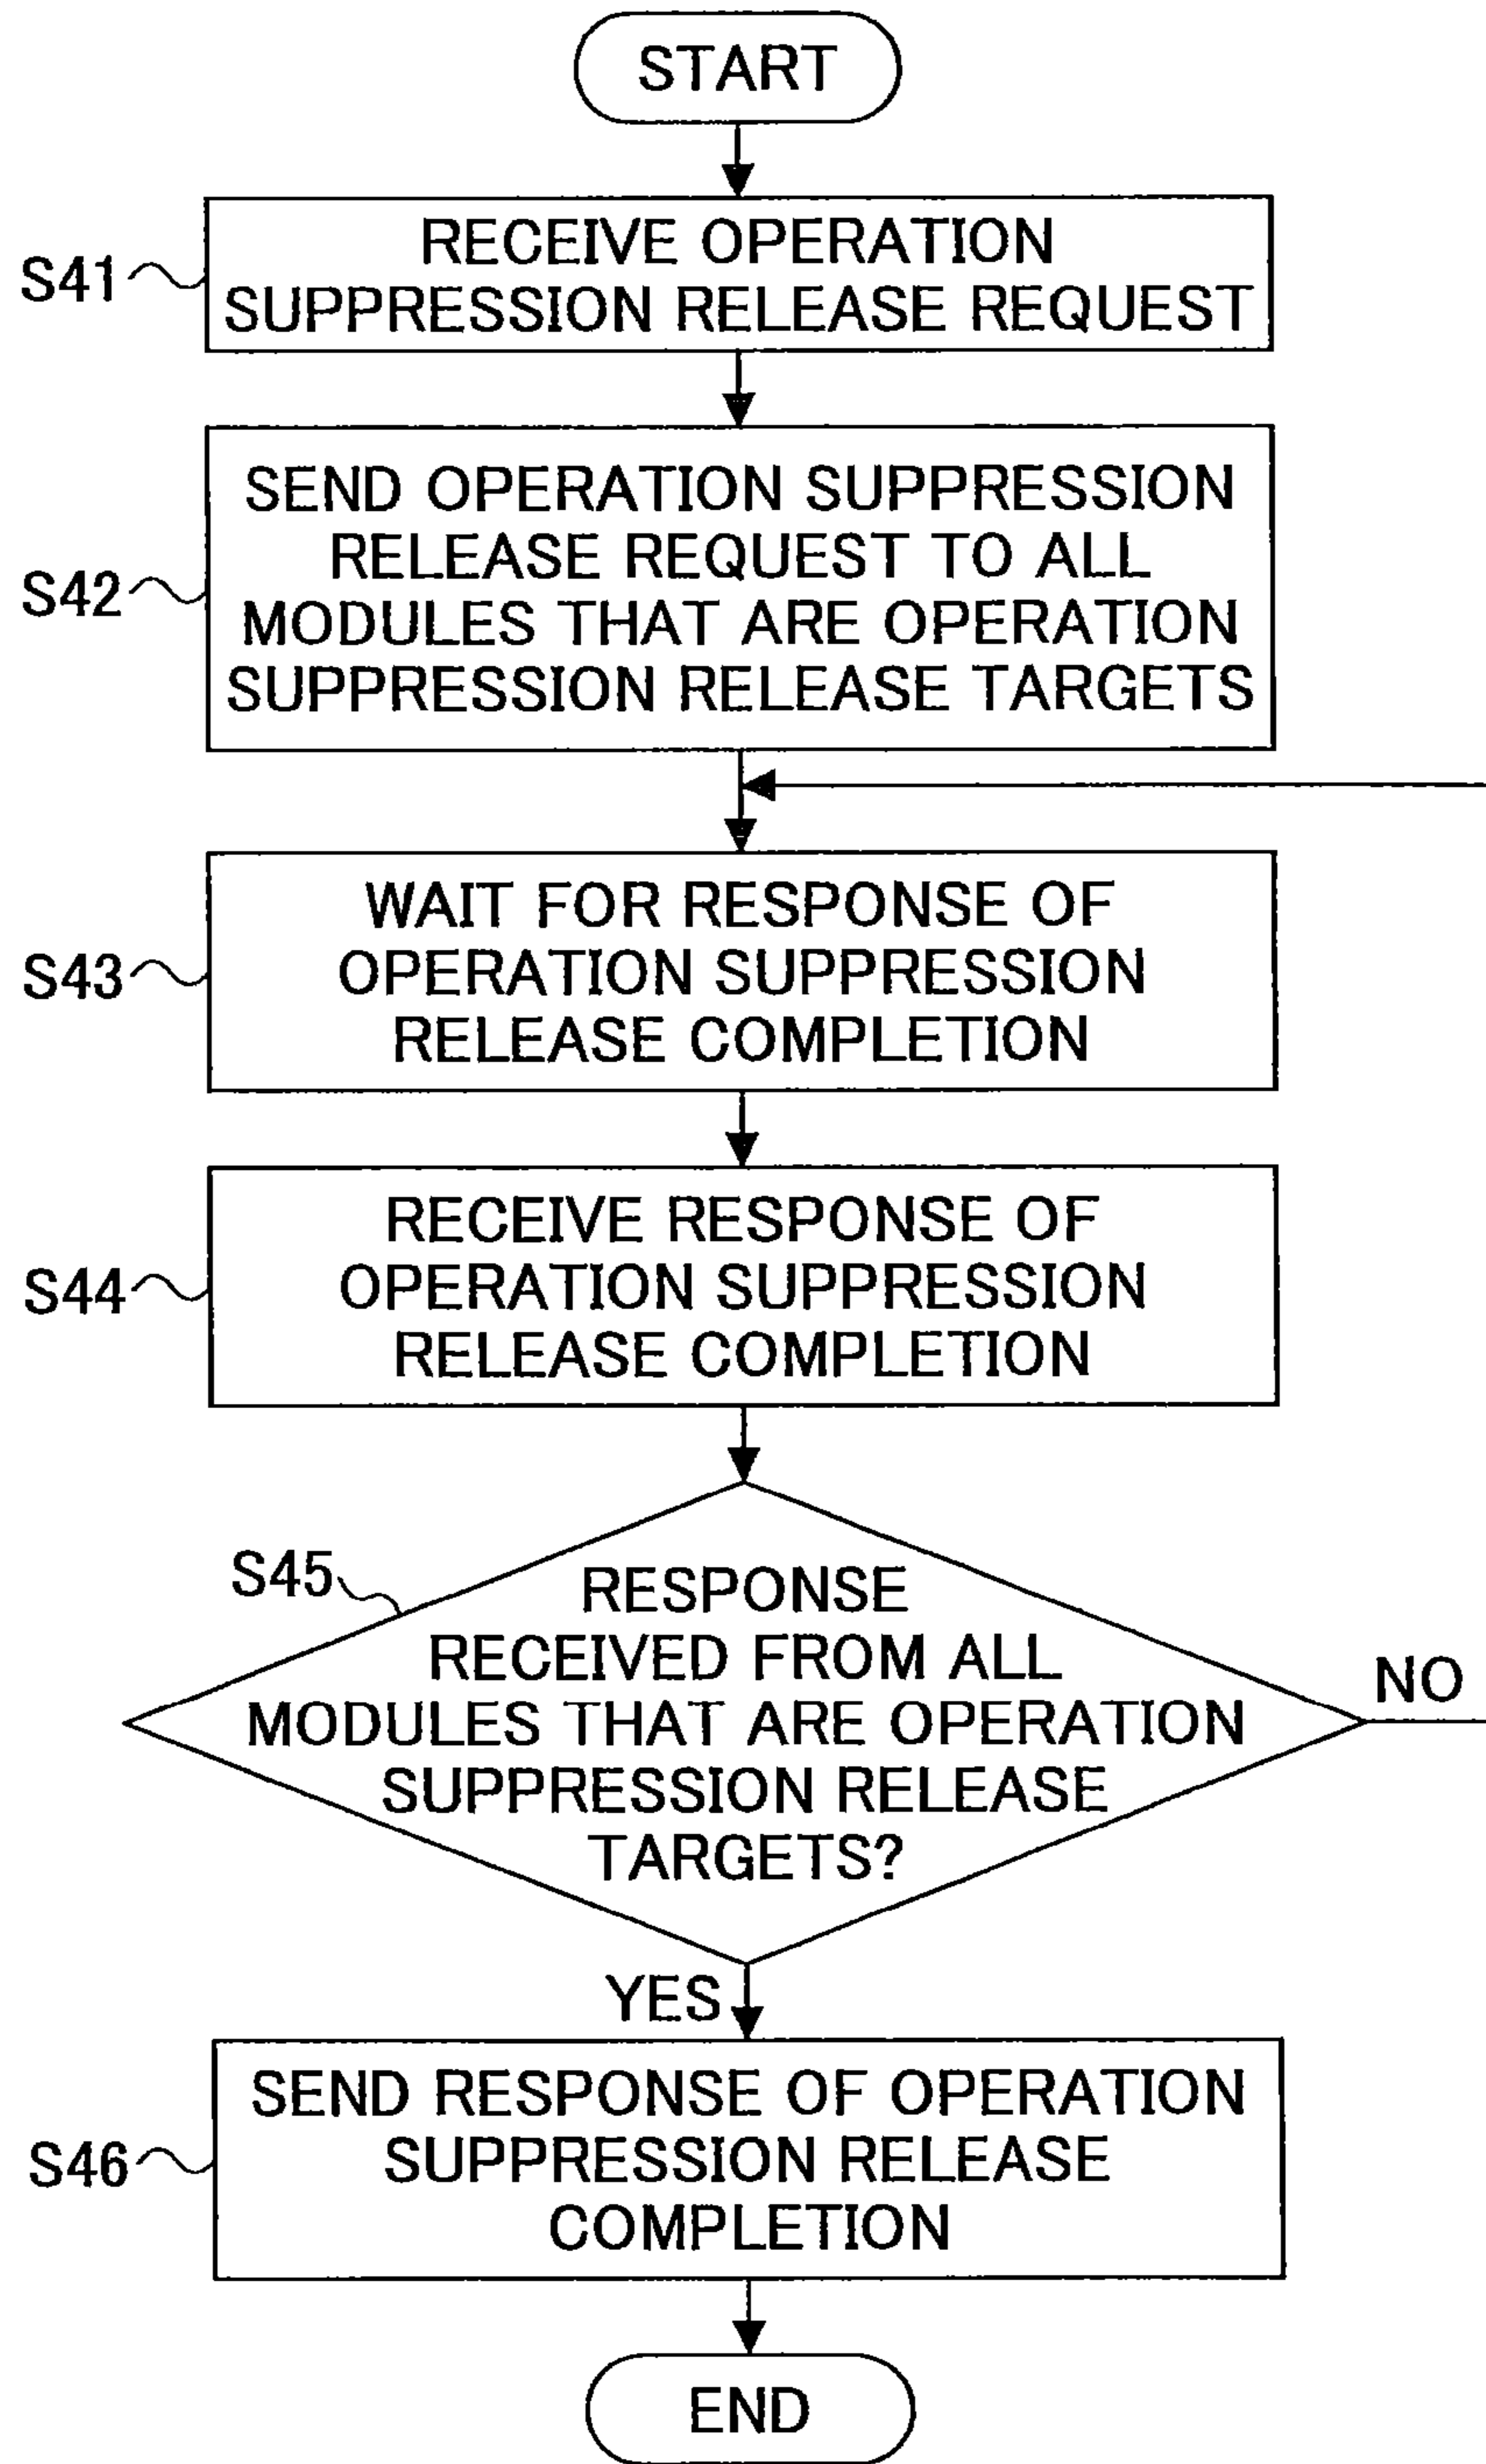 START
S41
RECEIVE OPERATION
SUPPRESSION RELEASE REQUEST
S42
SEND OPERATION SUPPRESSION
RELEASE REQUEST TO ALL
MODULES THAT ARE OPERATION
SUPPRESSION RELEASE TARGETS
S43
WAIT FOR RESPONSE OF
OPERATION SUPPRESSION
RELEASE COMPLETION
S44
RECEIVE RESPONSE OF
OPERATION SUPPRESSION
RELEASE COMPLETION
S45
RESPONSE
RECEIVED FROM ALL
MODULES THAT ARE OPERATION
SUPPRESSION RELEASE
TARGETS?
NO
YES
S46
SEND RESPONSE OF OPERATION
SUPPRESSION RELEASE
COMPLETION
END